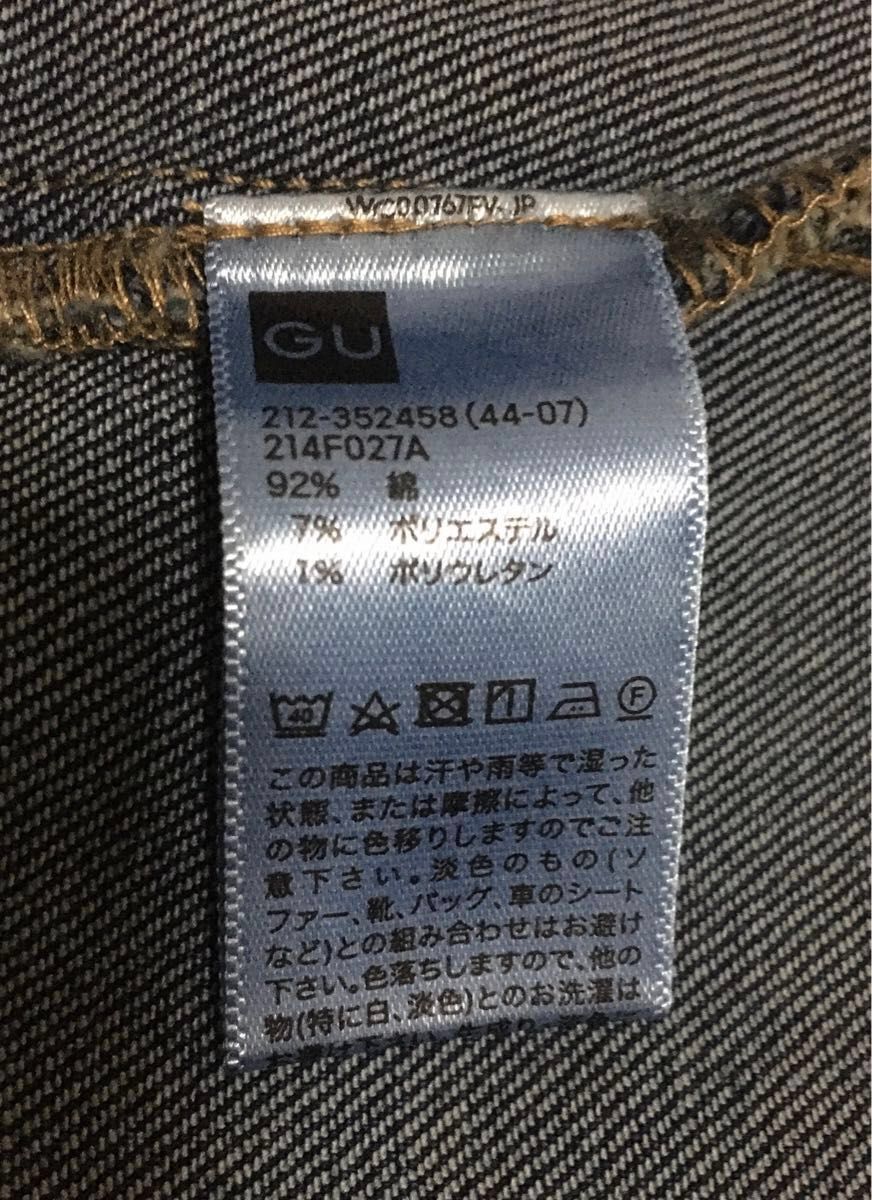 GU
212-352458(44-07)
214F027A
92% 綿
7% ポリエステル
1% ポリウレタン
40
F
この商品は汗や雨等で湿った
状態、または摩擦によって、他
の物に色移りしますのでご注
意下さい。淡色のもの(ソ
ファー、靴、バッグ、車のシート
など)との組み合わせはお避け
下さい。色落ちしますので、他の
物(特に白、淡色)とのお洗濯は